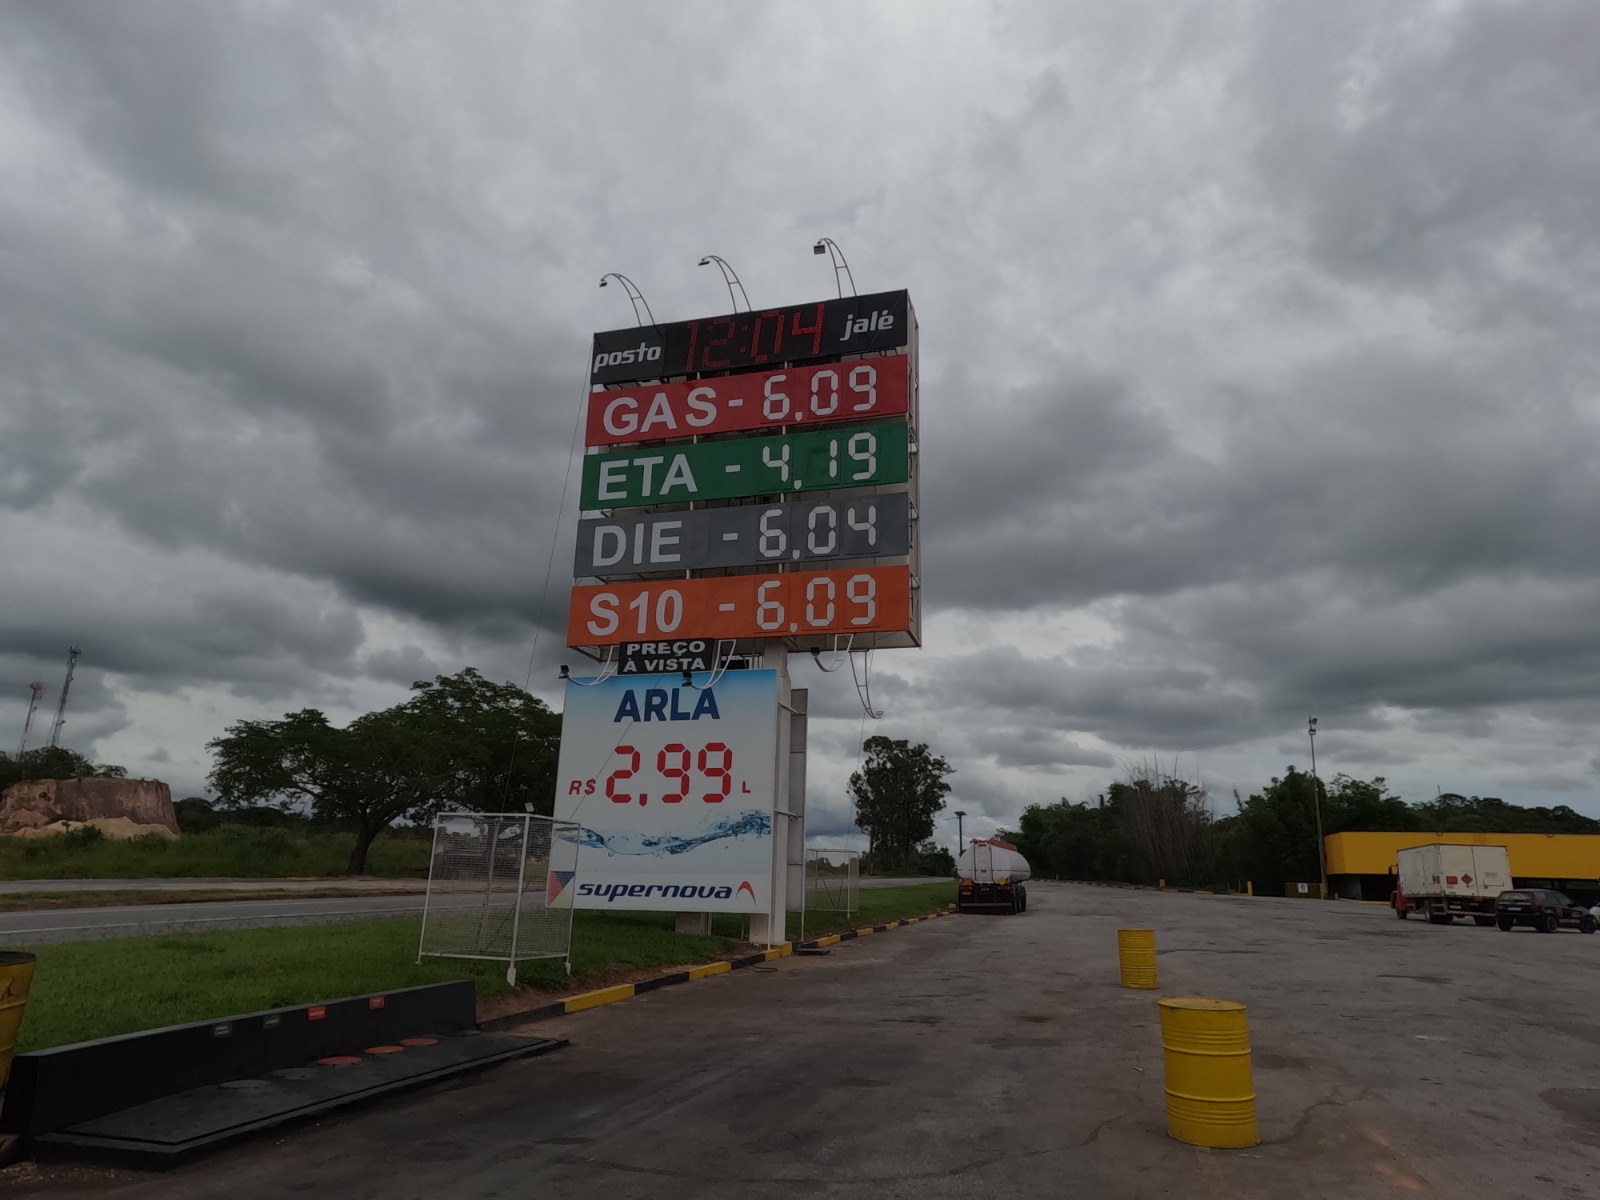 posto 12:04 jalé
GAS - 6,09
ETA - 4,19
DIE - 6,04
S10 - 6,09
PREÇO
À VISTA
ARLA
R$ 2,99 L
supernova